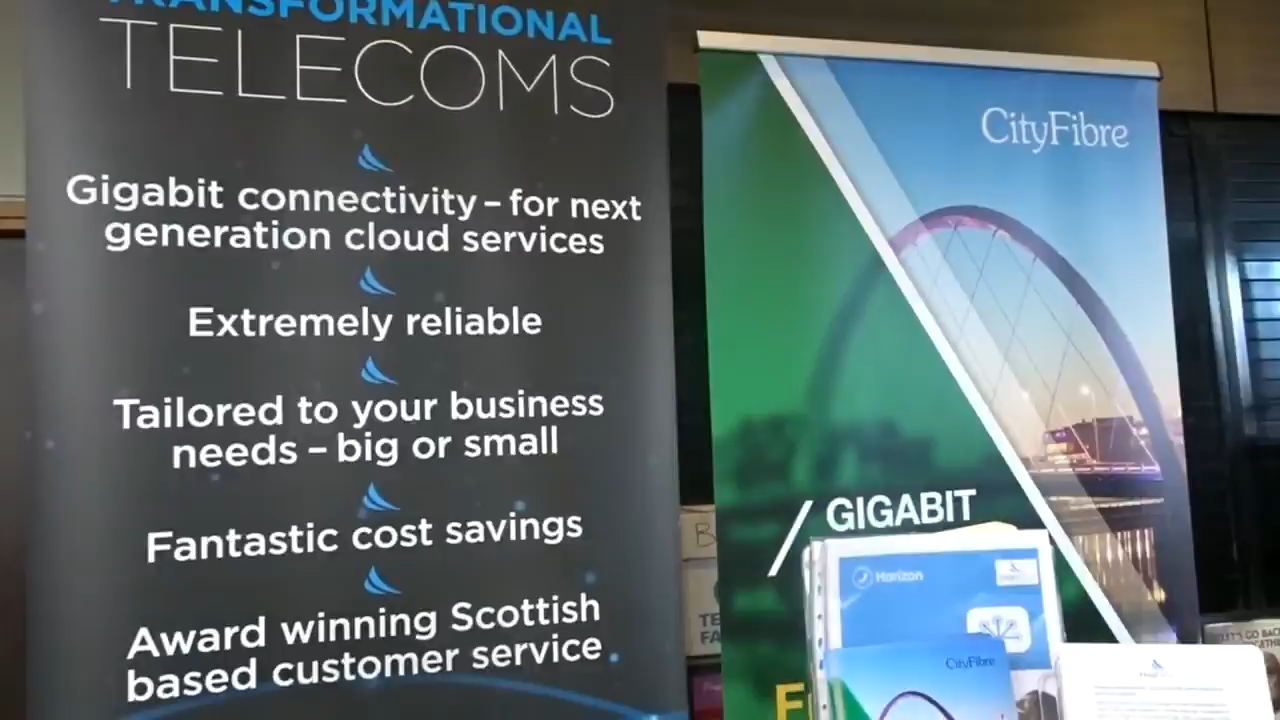 TRANSFORMATIONAL
TELECOMS
Gigabit connectivity – for next
generation cloud services
Extremely reliable
Tailored to your business
needs – big or small
Fantastic cost savings
Award winning Scottish
based customer service
CityFibre
/ GIGABIT
Horizon
CityFibre